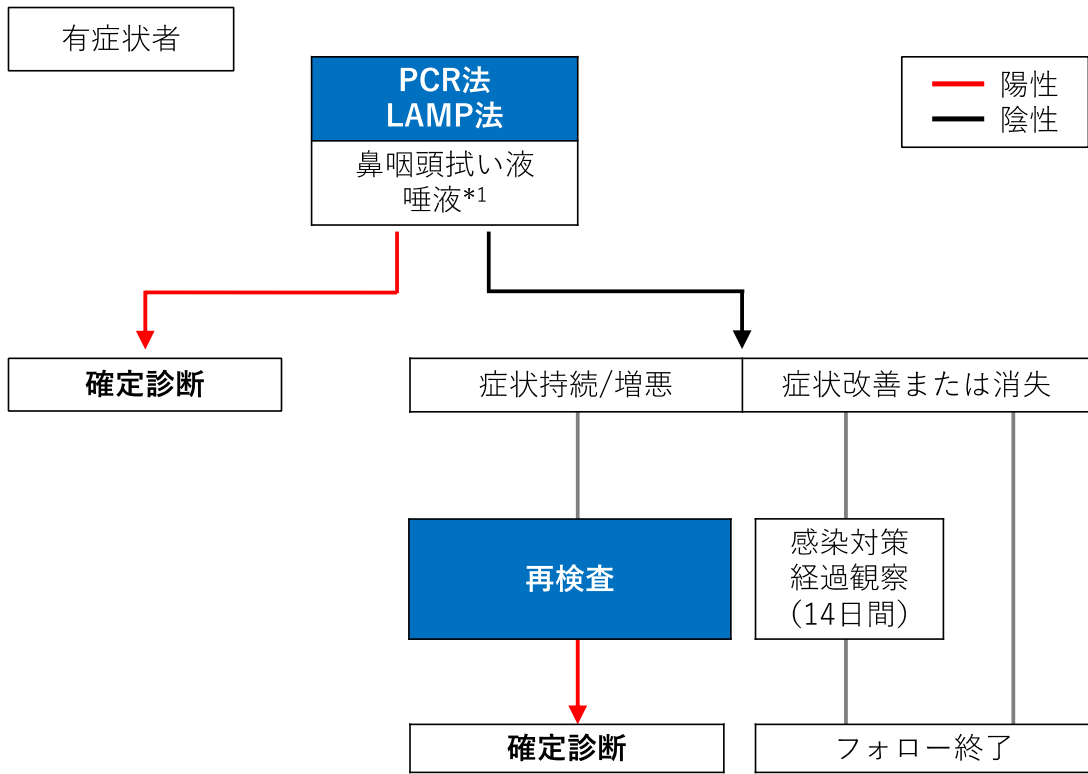 有症状者
PCR法
LAMP法
鼻咽頭拭い液
唾液*1
陽性
陰性
確定診断
症状持続/増悪
症状改善または消失
再検査
感染対策
経過観察
(14日間)
確定診断
フォロー終了